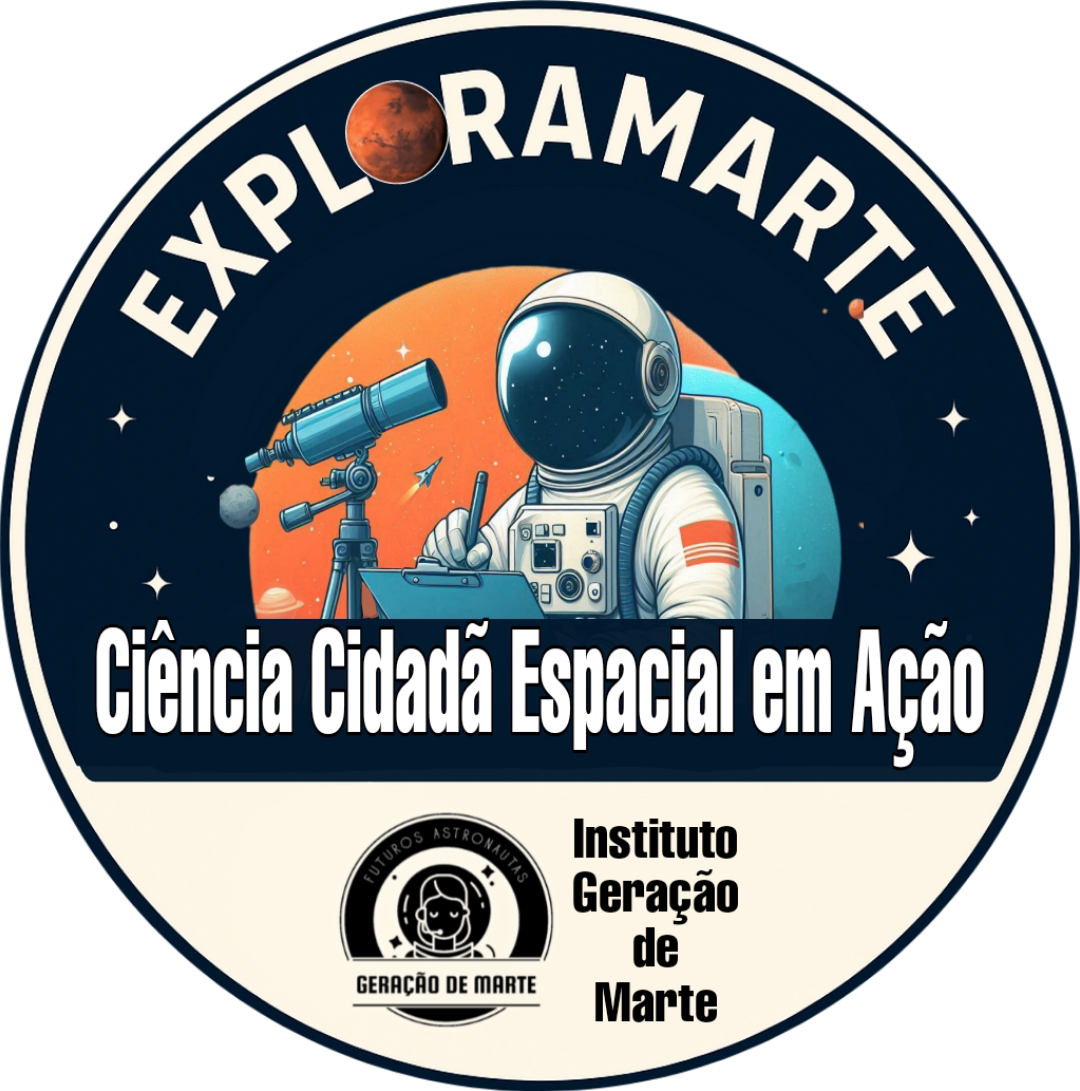 EXPLORAMARTE
Ciência Cidadã Espacial em Ação
FUTUROS ASTRONAUTAS
GERAÇÃO DE MARTE
Instituto
Geração
de
Marte